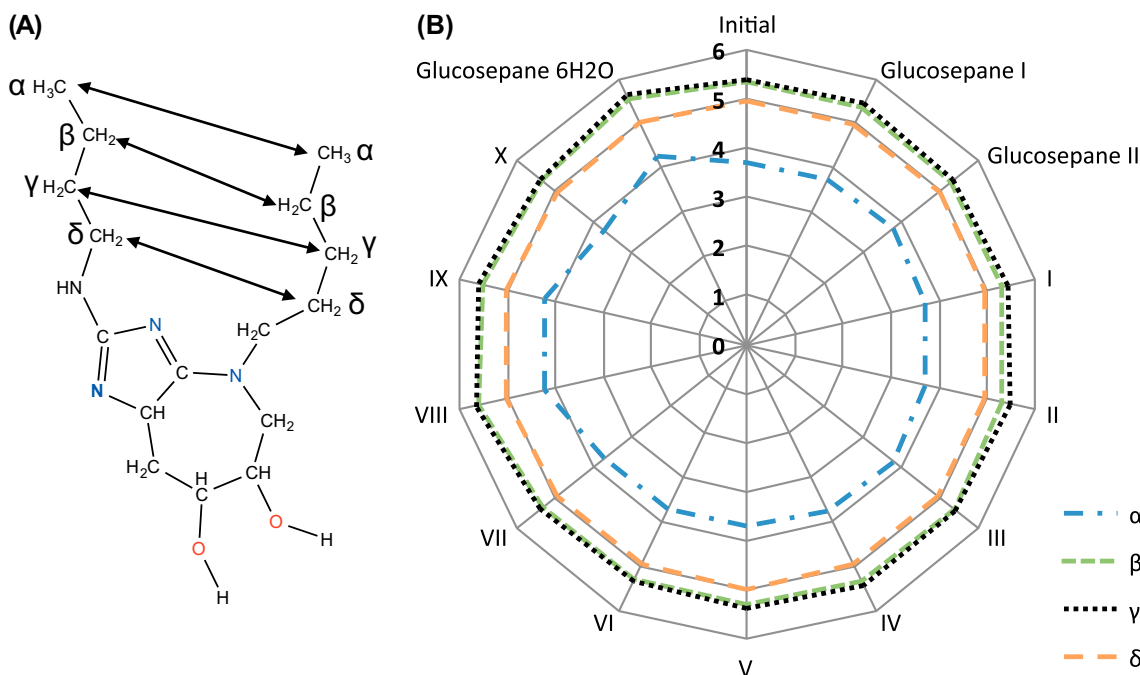 (A)
α H₃C
β CH₂
γ H₂C
δ CH₂
HN
CH₃ α
H₂C β
CH₂ γ
CH₂ δ
H₂C
C
N
N
C
N
CH
CH₂
H₂C
H
C
CH
O
H
O
H
(B)
Initial
Glucosepane 6H2O
Glucosepane I
Glucosepane II
X
IX
I
VIII
II
VII
III
VI
IV
V
6
5
4
3
2
1
0
α
β
γ
δ